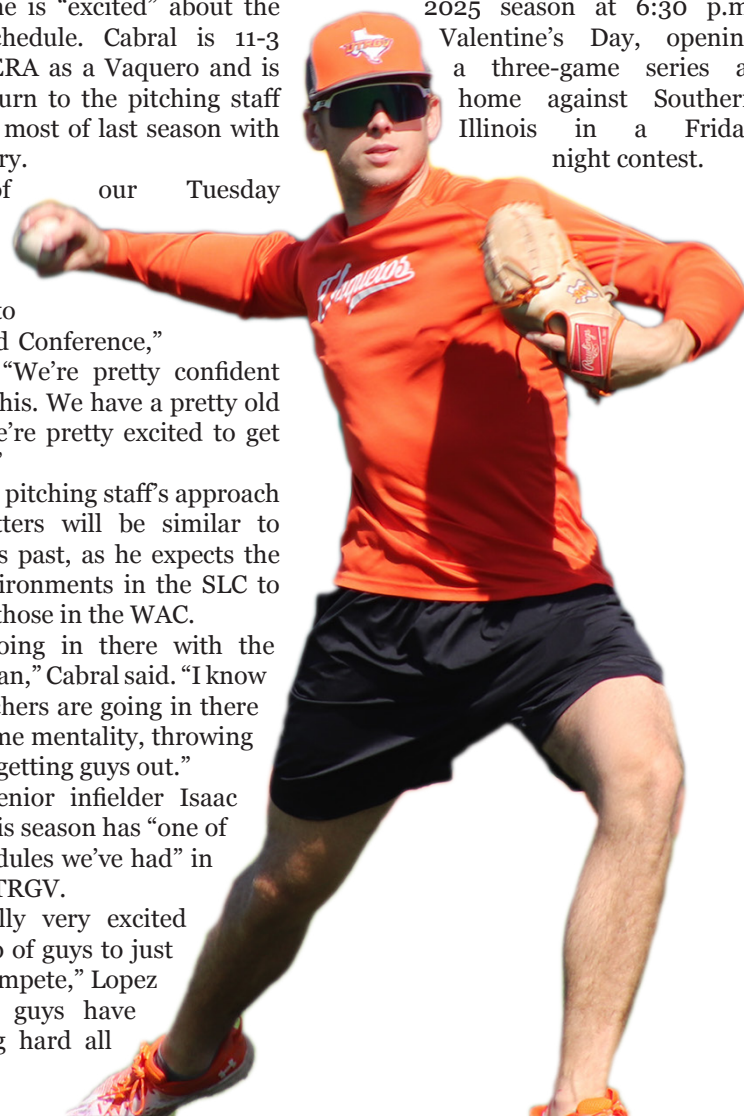 is “excited” about the
chedule. Cabral is 11-3
ERA as a Vaquero and is
urn to the pitching staff
most of last season with
ry.
of our Tuesday
to
d Conference,”
“We’re pretty confident
his. We have a pretty old
e’re pretty excited to get
”
pitching staff’s approach
tters will be similar to
s past, as he expects the
ironments in the SLC to
those in the WAC.
oing in there with the
an,” Cabral said. “I know
chers are going in there
me mentality, throwing
getting guys out.”
enior infielder Isaac
is season has “one of
dules we’ve had” in
TRGV.
lly very excited
o of guys to just
mpete,” Lopez
guys have
g hard all
2025 season at 6:30 p.m
Valentine’s Day, openin
a three-game series a
home against Southern
Illinois in a Frida
night contest.
UTRGV
Vaqueros
Rawlings